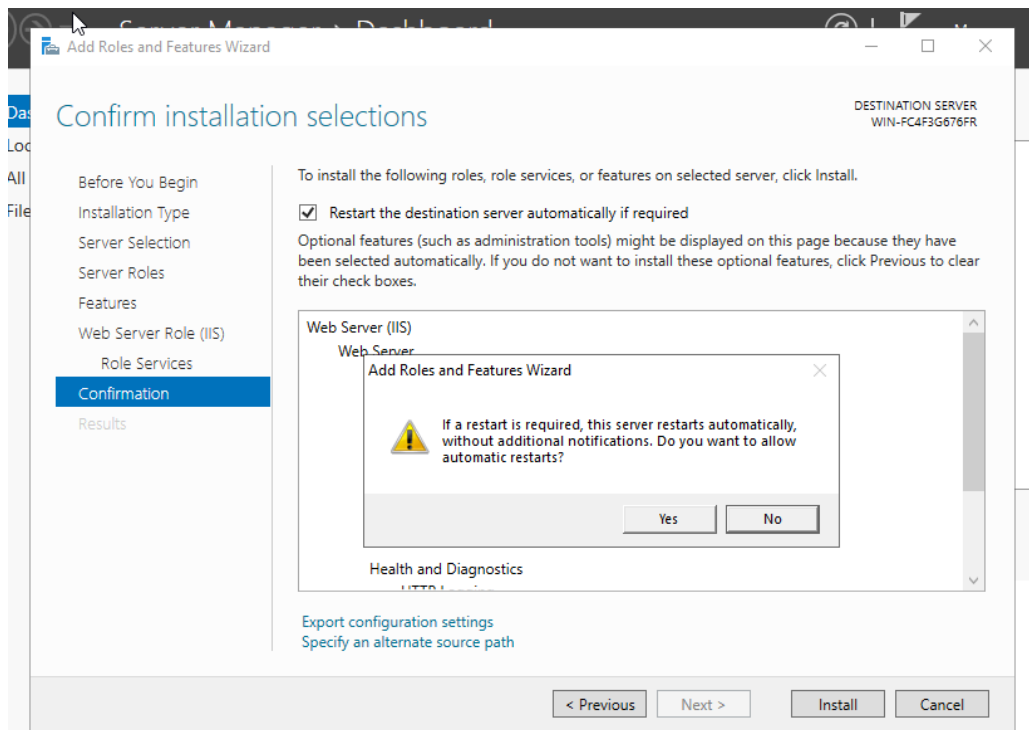 Add Roles and Features Wizard
Confirm installation selections
DESTINATION SERVER
WIN-FC4F3G676FR
All
File
Before You Begin
Installation Type
Server Selection
Server Roles
Features
Web Server Role (IIS)
Role Services
Confirmation
Results
To install the following roles, role services, or features on selected server, click Install.
Restart the destination server automatically if required
Optional features (such as administration tools) might be displayed on this page because they have
been selected automatically. If you do not want to install these optional features, click Previous to clear
their check boxes.
Web Server (IIS)
Web Server
Add Roles and Features Wizard
If a restart is required, this server restarts automatically,
without additional notifications. Do you want to allow
automatic restarts?
Yes No
Health and Diagnostics
Export configuration settings
Specify an alternate source path
< Previous Next > Install Cancel